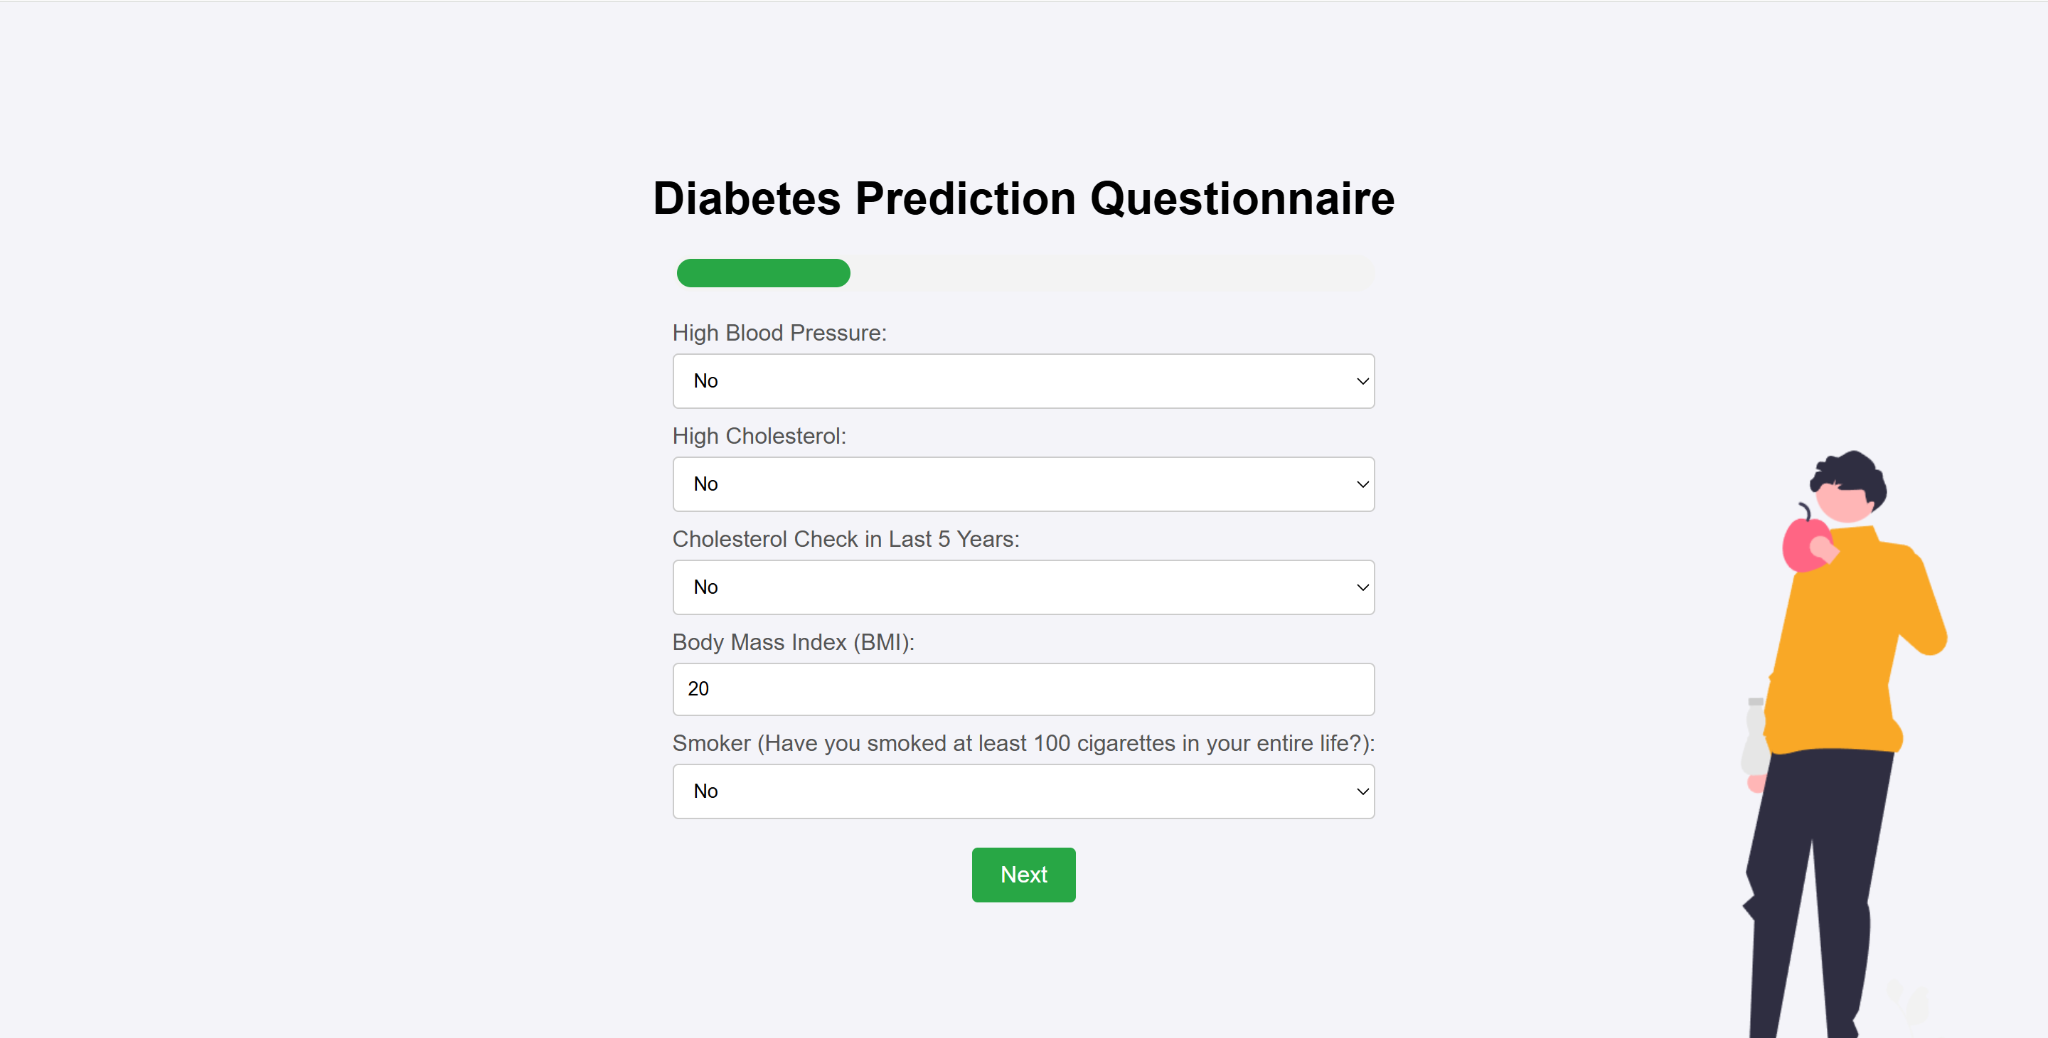 Diabetes Prediction Questionnaire
High Blood Pressure:
No
High Cholesterol:
No
Cholesterol Check in Last 5 Years:
No
Body Mass Index (BMI):
20
Smoker (Have you smoked at least 100 cigarettes in your entire life?):
No
Next